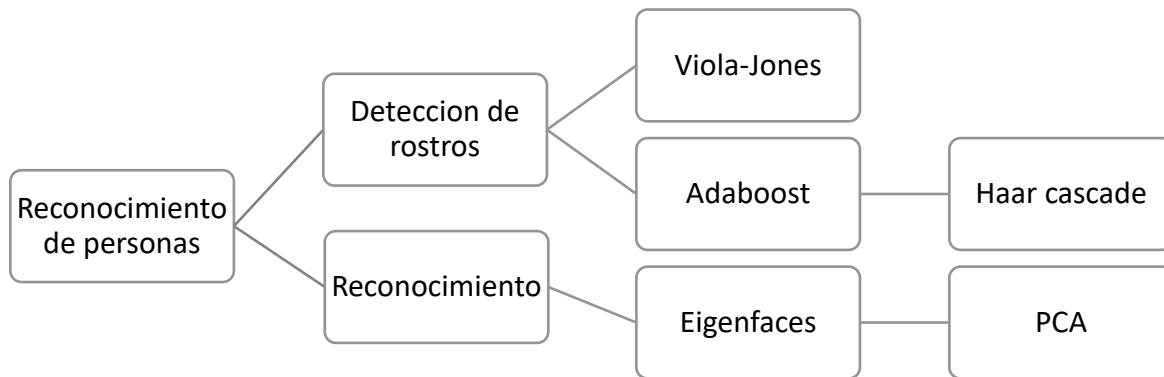 Viola-Jones
Deteccion de
rostros
Adaboost
Haar cascade
Reconocimiento
de personas
Reconocimiento
Eigenfaces
PCA